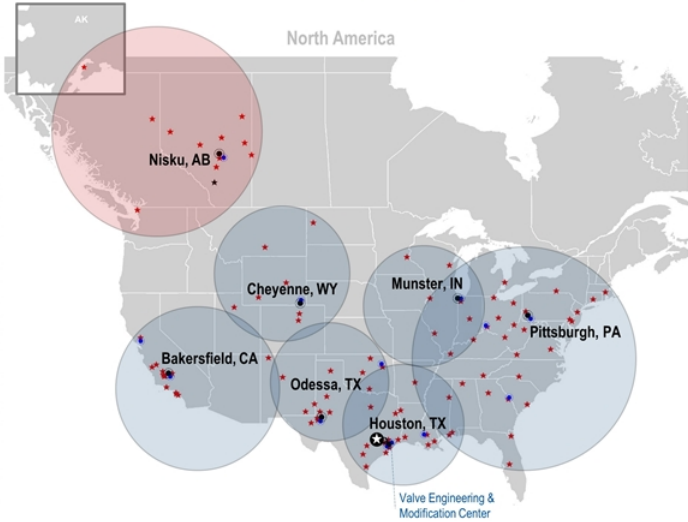 AK
North America
Nisku, AB
Cheyenne, WY
Munster, IN
Pittsburgh, PA
Bakersfield, CA
Odessa, TX
Houston, TX
Valve Engineering &
Modification Center